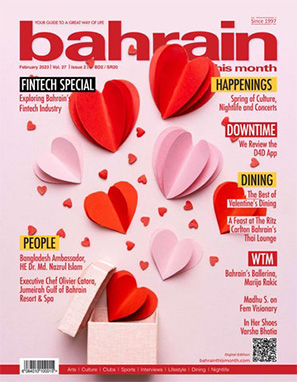 YOUR GUIDE TO A GREAT WAY OF LIFE
Since 1997
bahrain
this month
February 2023 | Vol. 27 | Issue 2 |
FINTECH SPECIAL
Exploring Bahrain's
Fintech Industry
HAPPENINGS
Spring of Culture,
Nightlife and Concerts
DOWNTIME
We Review the
D4D App
DINING
The Best of
Valentine's Dining
A Feast at The Ritz
Carlton Bahrain's
Thai Lounge
PEOPLE
Bangladesh Ambassador,
HE Dr. Md. Nazrul Islam
Executive Chef Olivier Catora,
Jumeirah Gulf of Bahrain
Resort & Spa
WTM
Bahrain's Ballerina,
Marija Rakic
Madhu S. on
Fem Visionary
In Her Shoes
Varsha Bhatia
Digital Edition
bahrainthismonth.com
Arts | Culture | Clubs | Sports | Interviews | Lifestyle | Dining | Nightlife